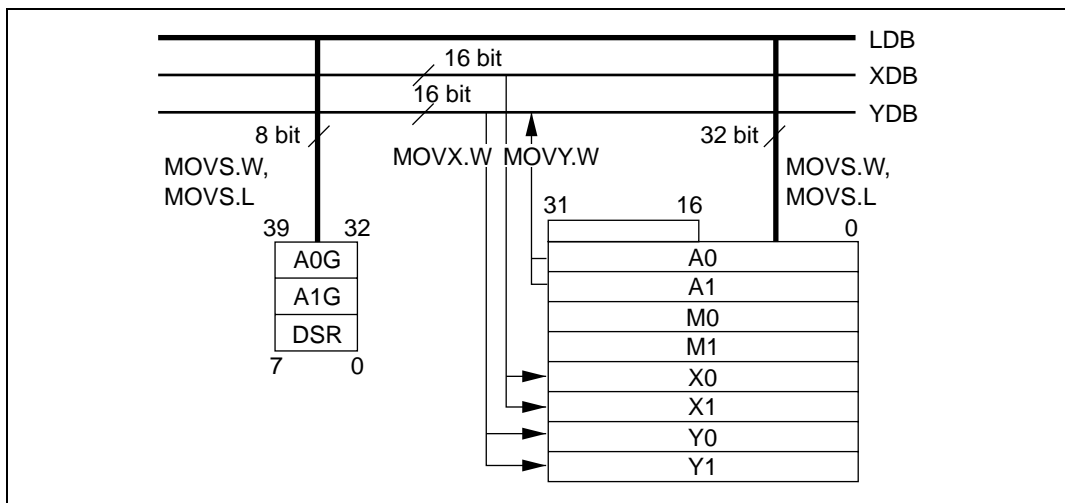 LDB
16 bit
XDB
16 bit
YDB
8 bit
MOVX.W
MOVY.W
32 bit
MOVS.W,
MOVS.L
MOVS.W,
MOVS.L
39
32
31
16
0
A0G
A1G
DSR
7
0
A0
A1
M0
M1
X0
X1
Y0
Y1